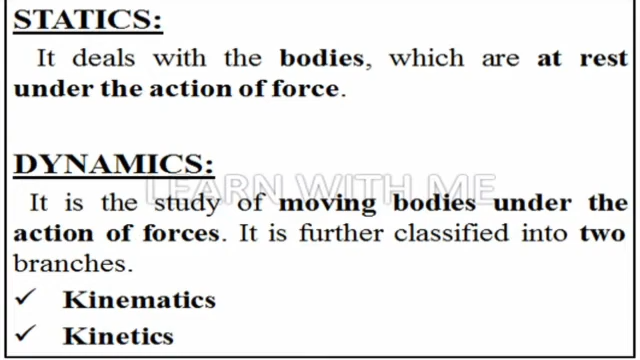 STATICS:
It deals with the bodies, which are at rest
under the action of force.
DYNAMICS:
LEARN WITH ME
It is the study of moving bodies under the
action of forces. It is further classified into two
branches.
✓ Kinematics
✓ Kinetics